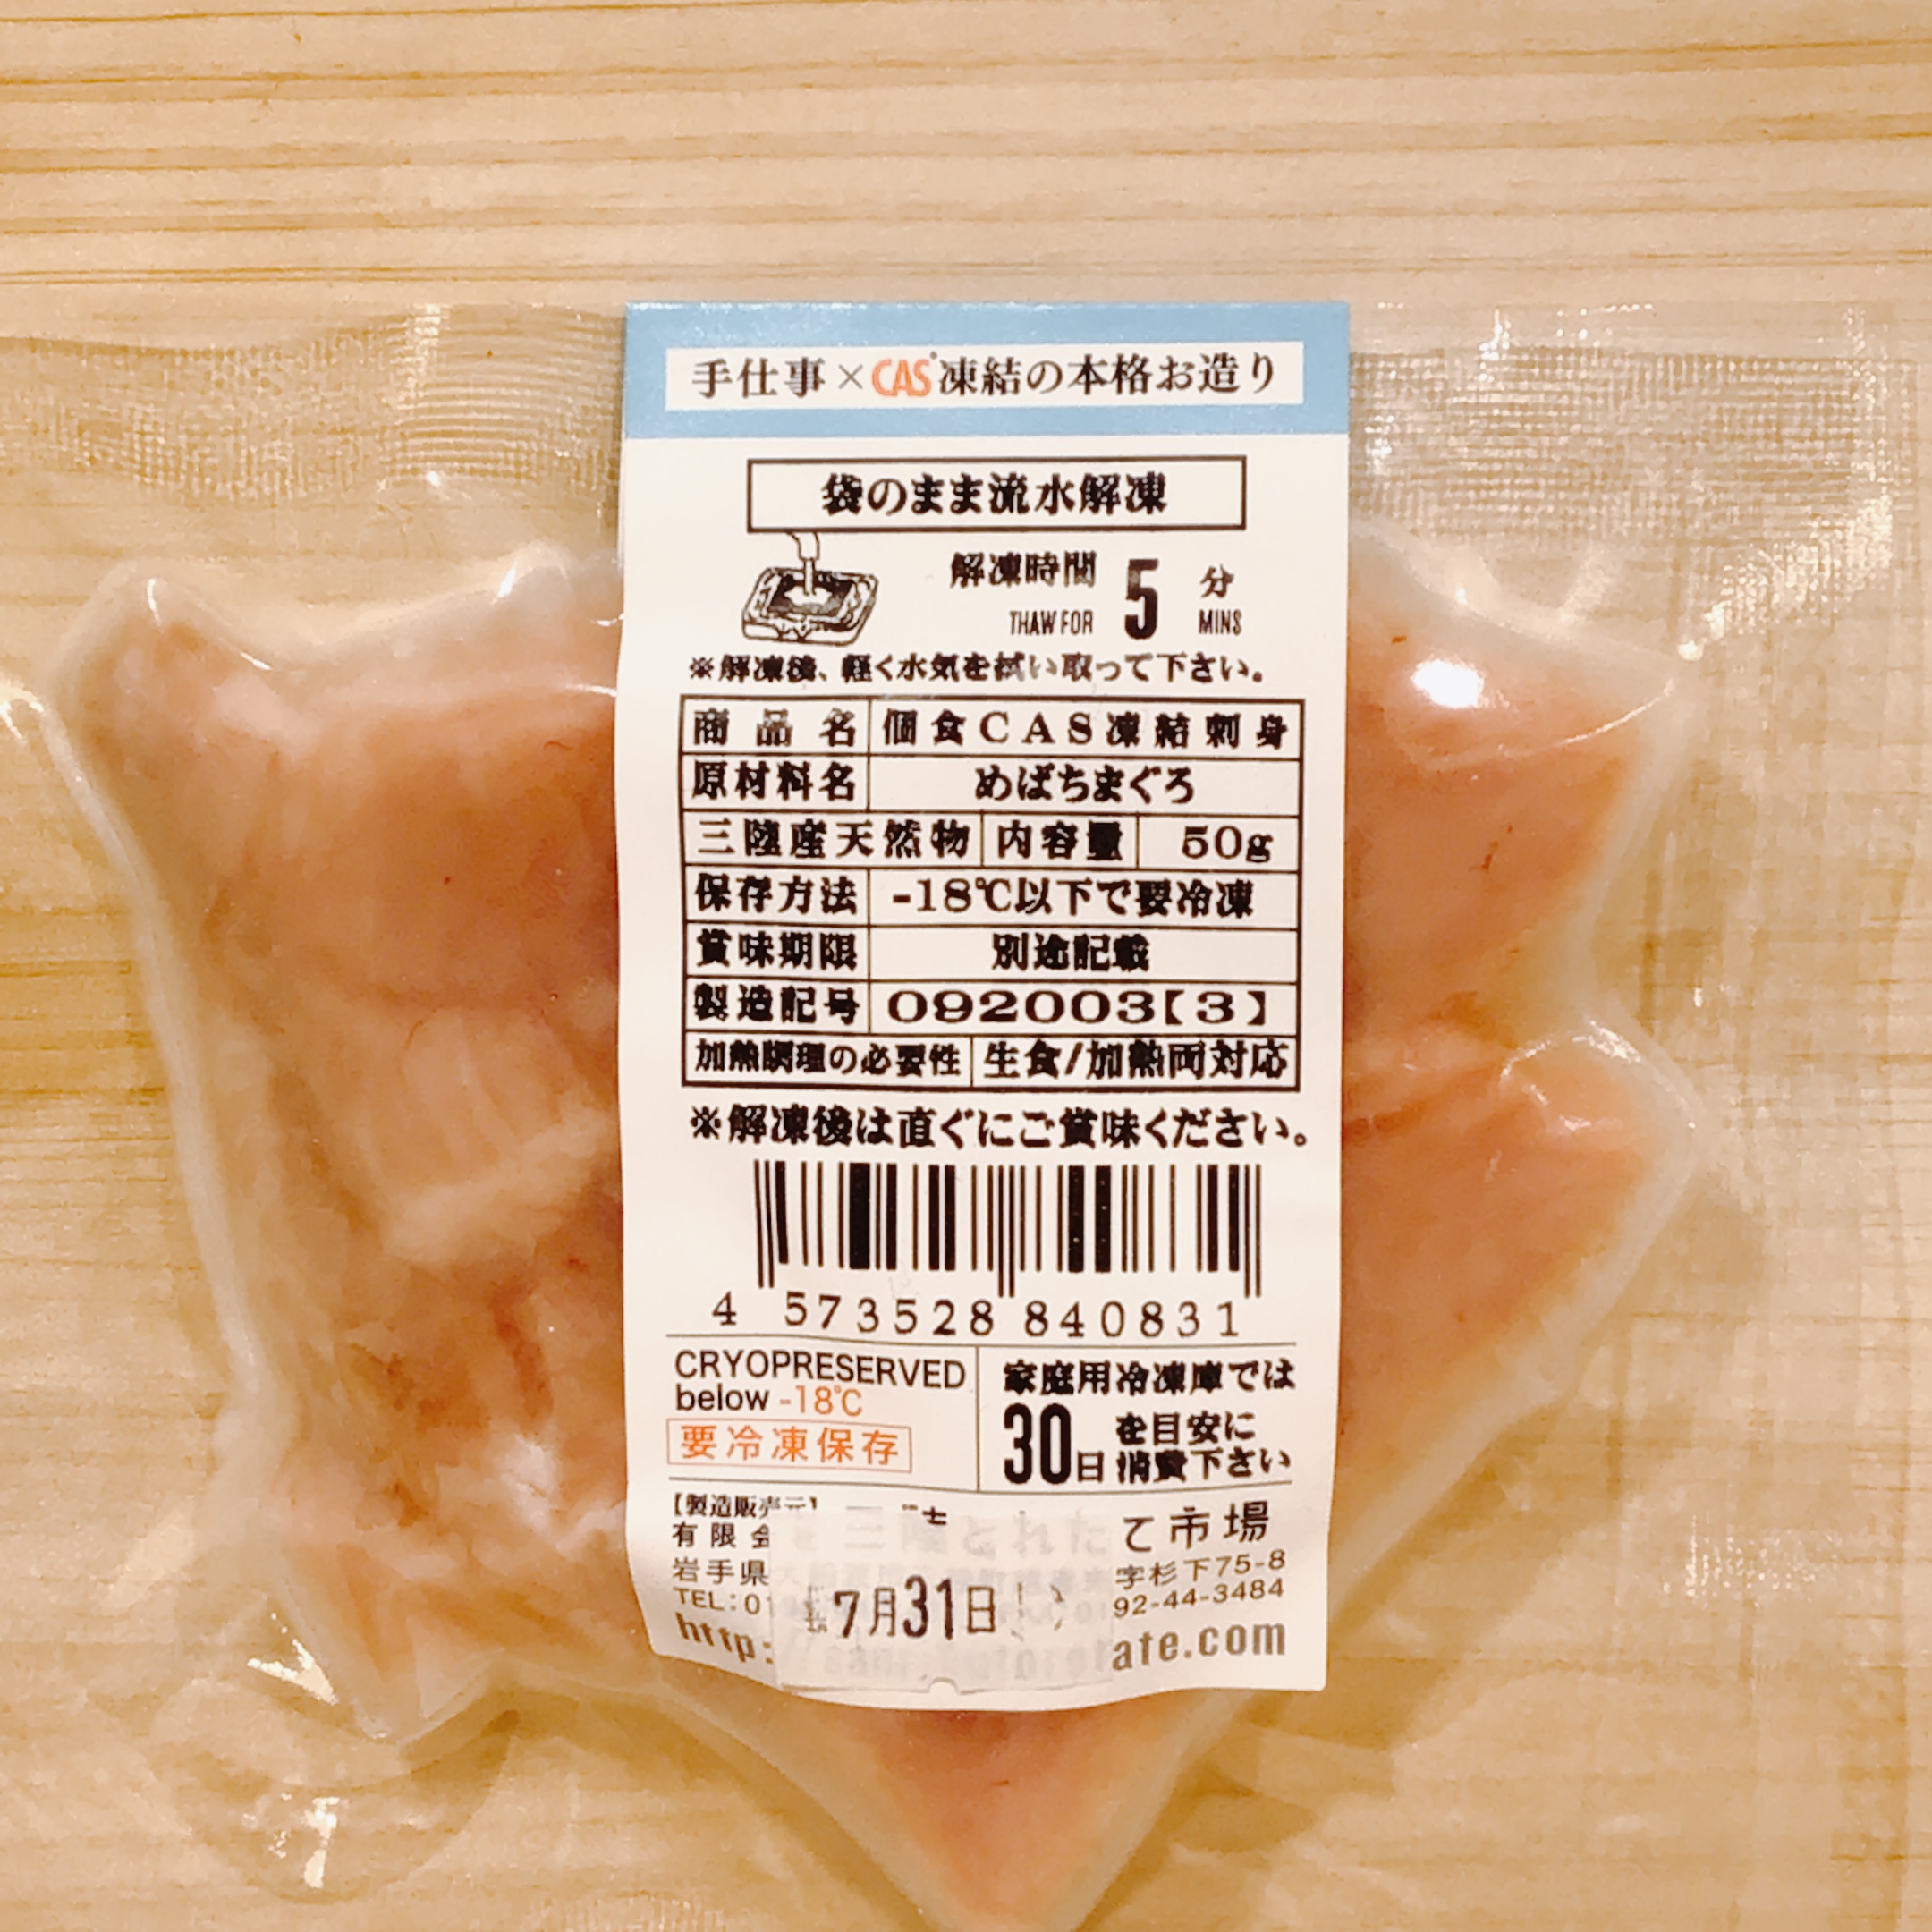 手仕事×CAS凍結の本格お造り
袋のまま流水解凍
解凍時間 5 分
THAW FOR MINS
※解凍後、軽く水気を拭い取って下さい。
商品名 個食CAS凍結刺身
原材料名 めばちまぐろ
三陸産天然物 内容量 50g
保存方法 -18℃以下で要冷凍
賞味期限 別途記載
製造記号 092003【3】
加熱調理の必要性 生食/加熱両対応
※解凍後は直ぐにご賞味ください。
4 573528 840831
CRYOPRESERVED
below -18℃
要冷凍保存
家庭用冷凍庫では
30日 を目安に
消費下さい
【製造販売元】
有限会 三陸とれたて市場
岩手県 字杉下75-8
TEL:01 92-44-3484
7月31日
http: ate.com